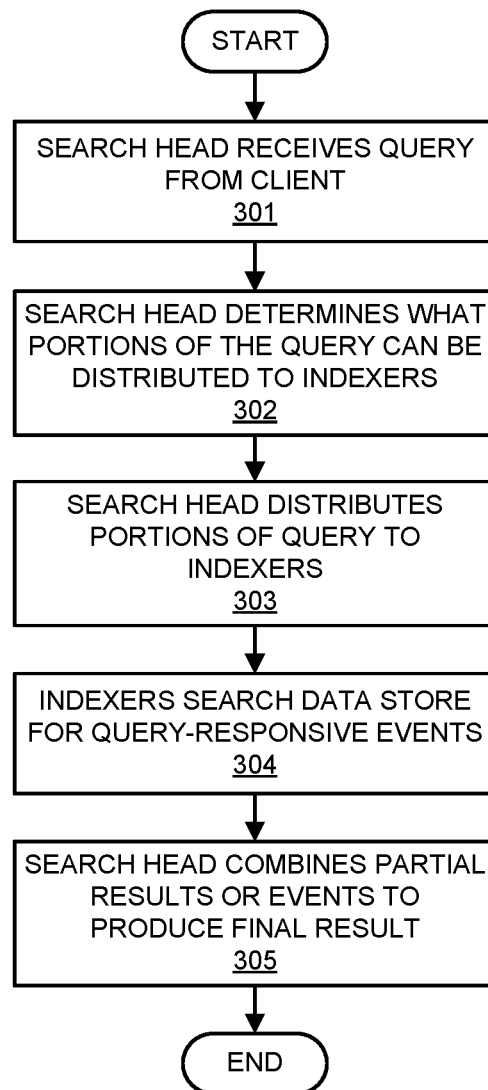 START
SEARCH HEAD RECEIVES QUERY
FROM CLIENT
301
SEARCH HEAD DETERMINES WHAT
PORTIONS OF THE QUERY CAN BE
DISTRIBUTED TO INDEXERS
302
SEARCH HEAD DISTRIBUTES
PORTIONS OF QUERY TO
INDEXERS
303
INDEXERS SEARCH DATA STORE
FOR QUERY-RESPONSIVE EVENTS
304
SEARCH HEAD COMBINES PARTIAL
RESULTS OR EVENTS TO
PRODUCE FINAL RESULT
305
END